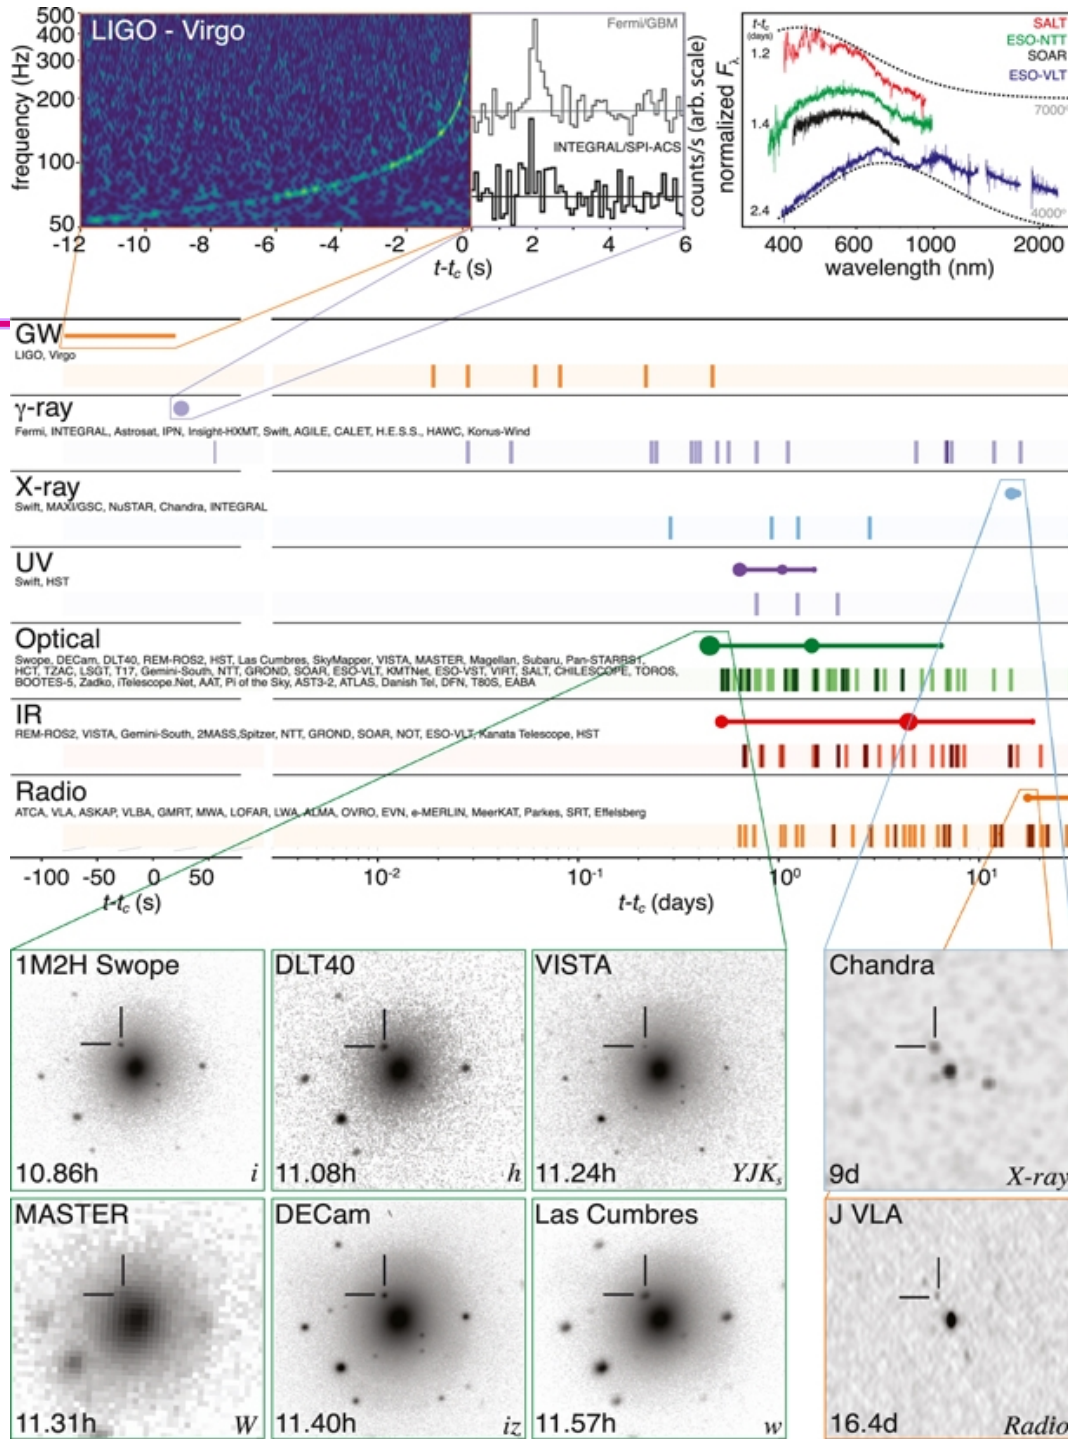 LIGO - Virgo
frequency (Hz)
500
400
300
200
100
50
-12 -10 -8 -6 -4 -2 0 2 4 6
t-tc (s)
Fermi/GBM
INTEGRAL/SPI-ACS
counts/s (arb. scale)
normalized Fλ
t-tc
(days)
1.2
1.4
2.4
SALT
ESO-NTT
SOAR
ESO-VLT
7000°
4000°
400 600 1000 2000
wavelength (nm)
GW
LIGO, Virgo
γ-ray
Fermi, INTEGRAL, Astrosat, IPN, Insight-HXMT, Swift, AGILE, CALET, H.E.S.S., HAWC, Konus-Wind
X-ray
Swift, MAXI/GSC, NuSTAR, Chandra, INTEGRAL
UV
Swift, HST
Optical
Swope, DECam, DLT40, REM-ROS2, HST, Las Cumbres, SkyMapper, VISTA, MASTER, Magellan, Subaru, Pan-STARRS1,
HCT, TZAC, LSGT, T17, Gemini-South, NTT, GROND, SOAR, ESO-VLT, KMTNet, ESO-VST, VIRT, SALT, CHILESCOPE, TOROS,
BOOTES-5, Zadko, iTelescope.Net, AAT, Pi of the Sky, AST3-2, ATLAS, Danish Tel, DFN, T80S, EABA
IR
REM-ROS2, VISTA, Gemini-South, 2MASS,Spitzer, NTT, GROND, SOAR, NOT, ESO-VLT, Kanata Telescope, HST
Radio
ATCA, VLA, ASKAP, VLBA, GMRT, MWA, LOFAR, LWA, ALMA, OVRO, EVN, e-MERLIN, MeerKAT, Parkes, SRT, Effelsberg
-100 -50 0 50 10-2 10-1 100 101
t-tc (s) t-tc (days)
1M2H Swope
10.86h i
DLT40
11.08h h
VISTA
11.24h YJKs
Chandra
9d X-ray
MASTER
11.31h W
DECam
11.40h iz
Las Cumbres
11.57h w
J VLA
16.4d Radio